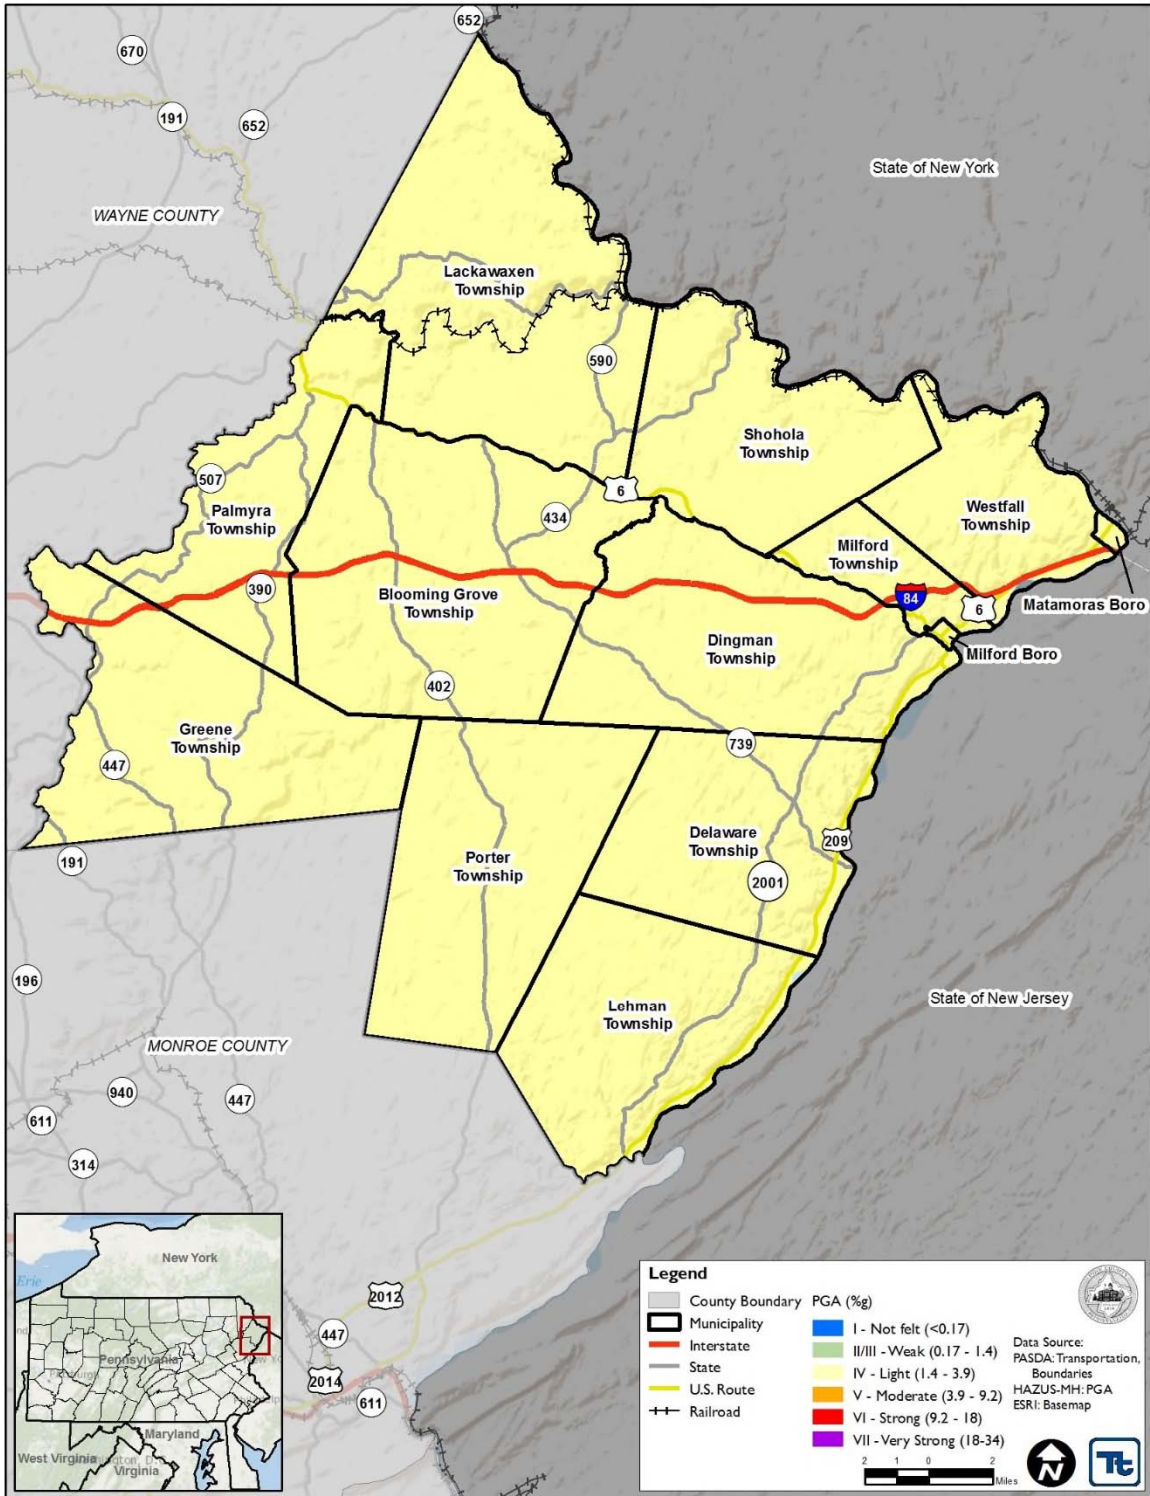 652
670
191
652
State of New York
WAYNE COUNTY
Lackawaxen
Township
590
Shohola
Township
507
6
Palmyra
Township
434
Westfall
Township
Milford
Township
390
Blooming Grove
Township
84
6
Matamoras Boro
Dingman
Township
Milford Boro
402
Greene
Township
739
447
Delaware
Township
209
191
Porter
Township
2001
196
State of New Jersey
Lehman
Township
MONROE COUNTY
940
447
611
314
New York
Erie
Pennsylvania
Maryland
West Virginia
Virginia
2012
447
2014
611
Legend
County Boundary
Municipality
Interstate
State
U.S. Route
Railroad
PGA (%g)
I - Not felt (<0.17)
II/III - Weak (0.17 - 1.4)
IV - Light (1.4 - 3.9)
V - Moderate (3.9 - 9.2)
VI - Strong (9.2 - 18)
VII - Very Strong (18-34)
Data Source:
PASDA: Transportation,
Boundaries
HAZUS-MH: PGA
ESRI: Basemap
2 1 0 2
Miles
N
Tt